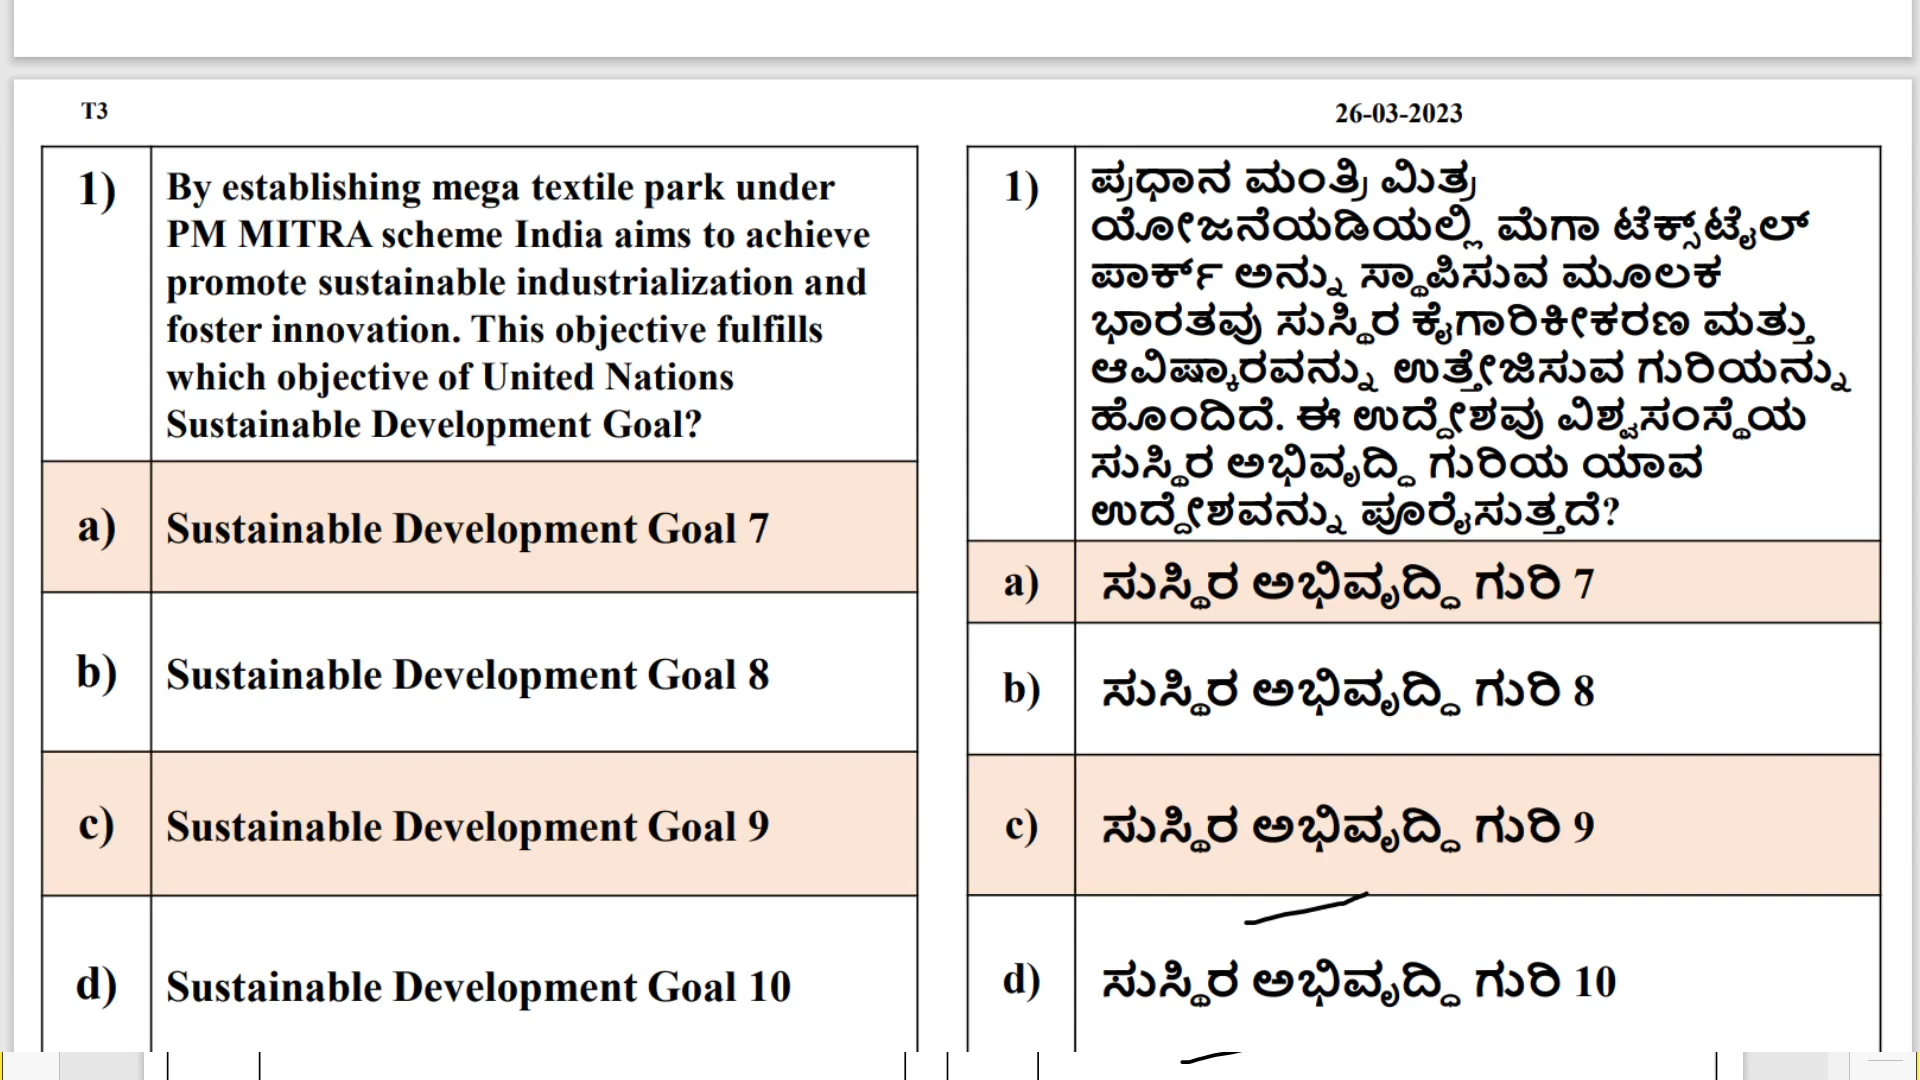 T3
26-03-2023
1)
By establishing mega textile park under
PM MITRA scheme India aims to achieve
promote sustainable industrialization and
foster innovation. This objective fulfills
which objective of United Nations
Sustainable Development Goal?
a) Sustainable Development Goal 7
b) Sustainable Development Goal 8
c) Sustainable Development Goal 9
d) Sustainable Development Goal 10
1)
ಪ್ರಧಾನ ಮಂತ್ರಿ ಮಿತ್ರ
ಯೋಜನೆಯಡಿಯಲ್ಲಿ ಮೆಗಾ ಟೆಕ್ಸ್‌ಟೈಲ್
ಪಾರ್ಕ್ ಅನ್ನು ಸ್ಥಾಪಿಸುವ ಮೂಲಕ
ಭಾರತವು ಸುಸ್ಥಿರ ಕೈಗಾರಿಕೀಕರಣ ಮತ್ತು
ಆವಿಷ್ಕಾರವನ್ನು ಉತ್ತೇಜಿಸುವ ಗುರಿಯನ್ನು
ಹೊಂದಿದೆ. ಈ ಉದ್ದೇಶವು ವಿಶ್ವಸಂಸ್ಥೆಯ
ಸುಸ್ಥಿರ ಅಭಿವೃದ್ಧಿ ಗುರಿಯ ಯಾವ
ಉದ್ದೇಶವನ್ನು ಪೂರೈಸುತ್ತದೆ?
a) ಸುಸ್ಥಿರ ಅಭಿವೃದ್ಧಿ ಗುರಿ 7
b) ಸುಸ್ಥಿರ ಅಭಿವೃದ್ಧಿ ಗುರಿ 8
c) ಸುಸ್ಥಿರ ಅಭಿವೃದ್ಧಿ ಗುರಿ 9
d) ಸುಸ್ಥಿರ ಅಭಿವೃದ್ಧಿ ಗುರಿ 10